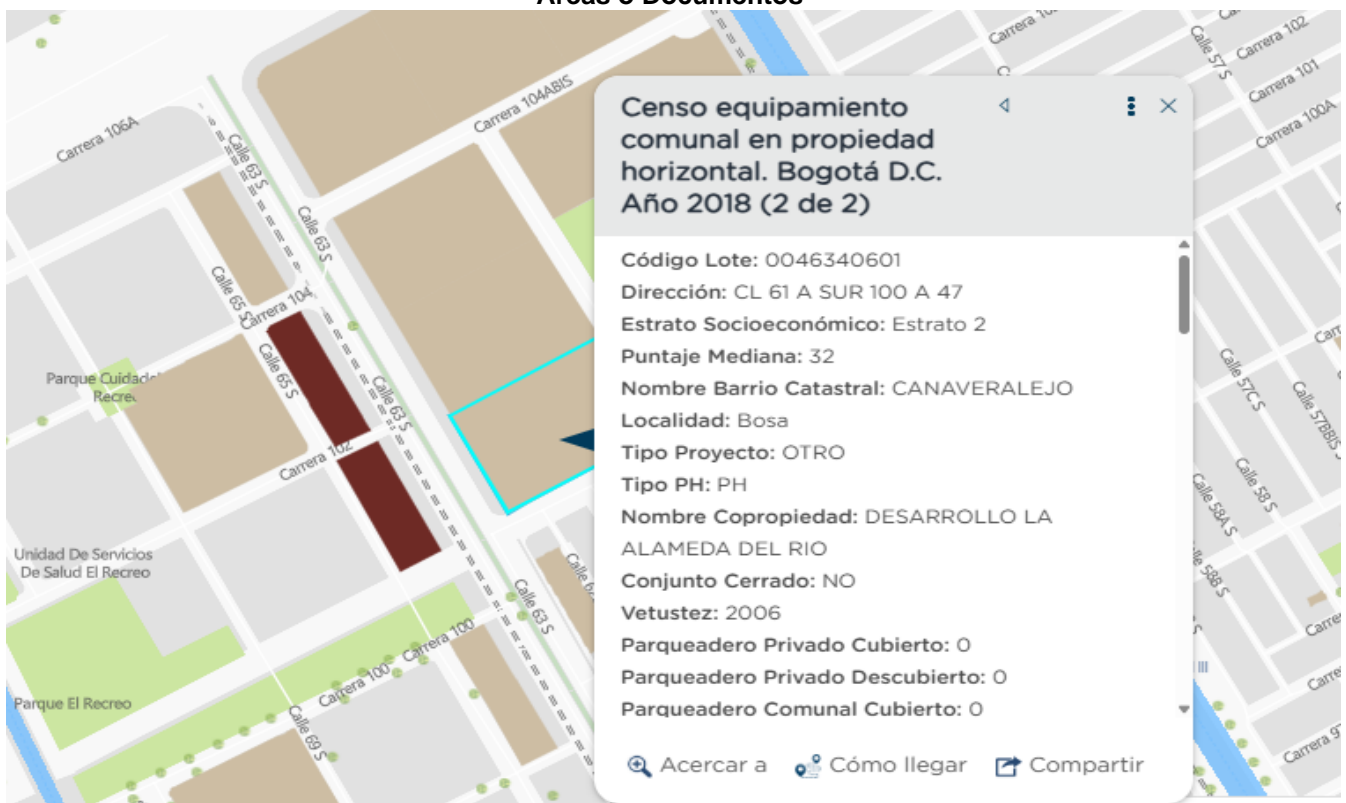 Áreas o Documentos
Carrera 106A
Calle 63 S
Carrera 104ABIS
Calle 63 S
Calle 65 S
Carrera 104
Calle 65 S
Calle 63 S
Parque Cuidade
Recre
Carrera 102
Unidad De Servicios
De Salud El Recreo
Carrera 100
Carrera 100
Calle 63 S
Parque El Recreo
Calle 69 S
Censo equipamiento
comunal en propiedad
horizontal. Bogotá D.C.
Año 2018 (2 de 2)
Código Lote: 0046340601
Dirección: CL 61 A SUR 100 A 47
Estrato Socioeconómico: Estrato 2
Puntaje Mediana: 32
Nombre Barrio Catastral: CANAVERALEJO
Localidad: Bosa
Tipo Proyecto: OTRO
Tipo PH: PH
Nombre Copropiedad: DESARROLLO LA
ALAMEDA DEL RIO
Conjunto Cerrado: NO
Vetustez: 2006
Parqueadero Privado Cubierto: 0
Parqueadero Privado Descubierto: 0
Parqueadero Comunal Cubierto: 0
Acercar a
Cómo llegar
Compartir
Calle 57 S
Carrera 102
Carrera 101
Carrera 100A
Calle 57C S
Calle 57BBIS S
Calle 58 S
Calle 58A S
Calle 58B S